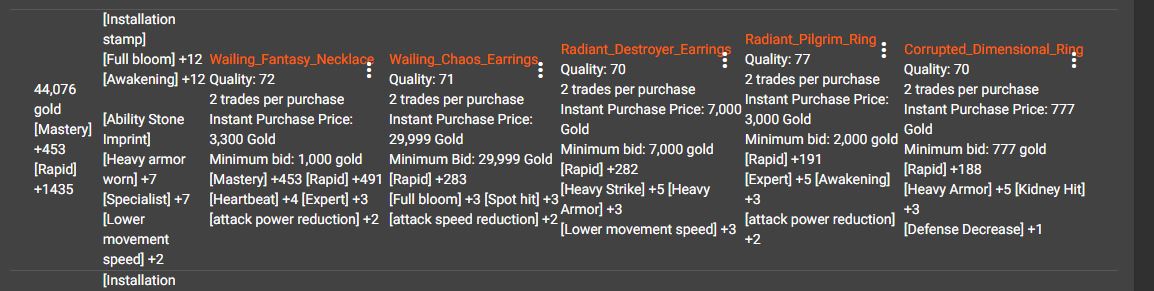 44,076
gold
[Mastery]
+453
[Rapid]
+1435
[Installation
stamp]
[Full bloom] +12
[Awakening] +12
[Ability Stone
Imprint]
[Heavy armor
worn] +7
[Specialist] +7
[Lower
movement
speed] +2
[Installation
Wailing_Fantasy_Necklace
Quality: 72
2 trades per purchase
Instant Purchase Price:
3,300 Gold
Minimum bid: 1,000 gold
[Mastery] +453 [Rapid] +491
[Heartbeat] +4 [Expert] +3
[attack power reduction] +2
Wailing_Chaos_Earrings
Quality: 71
2 trades per purchase
Instant Purchase Price:
29,999 Gold
Minimum Bid: 29,999 Gold
[Rapid] +283
[Full bloom] +3 [Spot hit] +3
[attack speed reduction] +2
Radiant_Destroyer_Earrings
Quality: 70
2 trades per purchase
Instant Purchase Price: 7,000
Gold
Minimum bid: 7,000 gold
[Rapid] +282
[Heavy Strike] +5 [Heavy
Armor] +3
[Lower movement speed] +3
Radiant_Pilgrim_Ring
Quality: 77
2 trades per purchase
Instant Purchase Price:
3,000 Gold
Minimum bid: 2,000 gold
[Rapid] +191
[Expert] +5 [Awakening]
+3
[attack power reduction]
+2
Corrupted_Dimensional_Ring
Quality: 70
2 trades per purchase
Instant Purchase Price: 777
Gold
Minimum bid: 777 gold
[Rapid] +188
[Heavy Armor] +5 [Kidney Hit]
+3
[Defense Decrease] +1